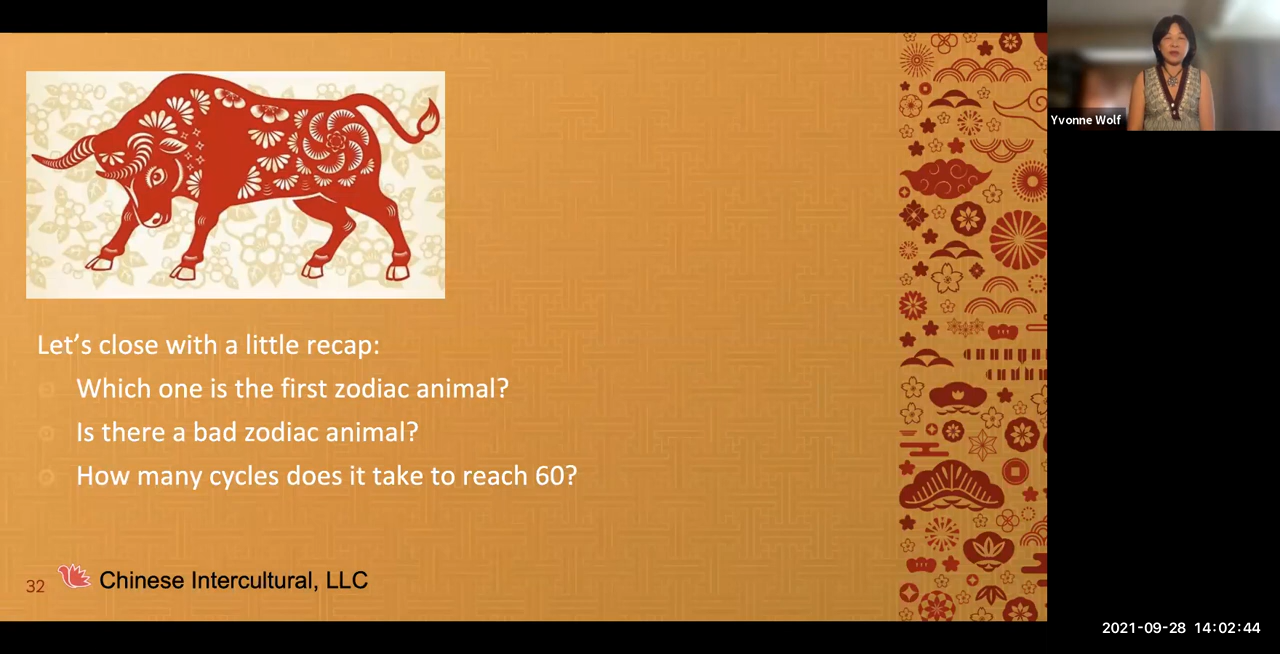 Yvonne Wolf
Let’s close with a little recap:
Which one is the first zodiac animal?
Is there a bad zodiac animal?
How many cycles does it take to reach 60?
32
Chinese Intercultural, LLC
2021-09-28 14:02:44